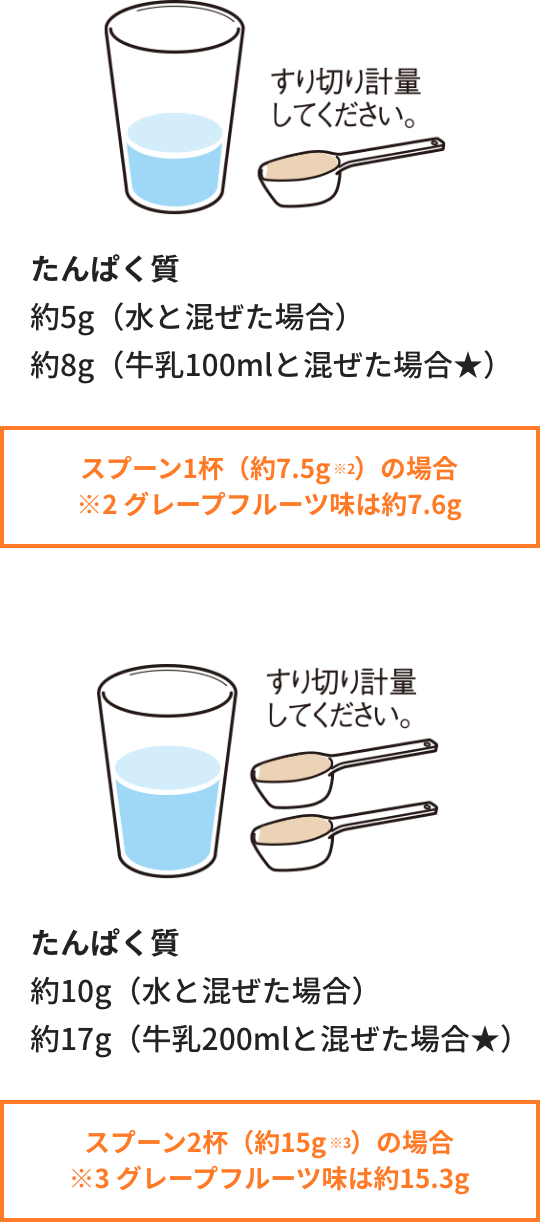 すり切り計量
してください。
たんぱく質
約5g（水と混ぜた場合）
約8g（牛乳100mlと混ぜた場合★）
スプーン1杯（約7.5g※2）の場合
※2 グレープフルーツ味は約7.6g
すり切り計量
してください。
たんぱく質
約10g（水と混ぜた場合）
約17g（牛乳200mlと混ぜた場合★）
スプーン2杯（約15g※3）の場合
※3 グレープフルーツ味は約15.3g